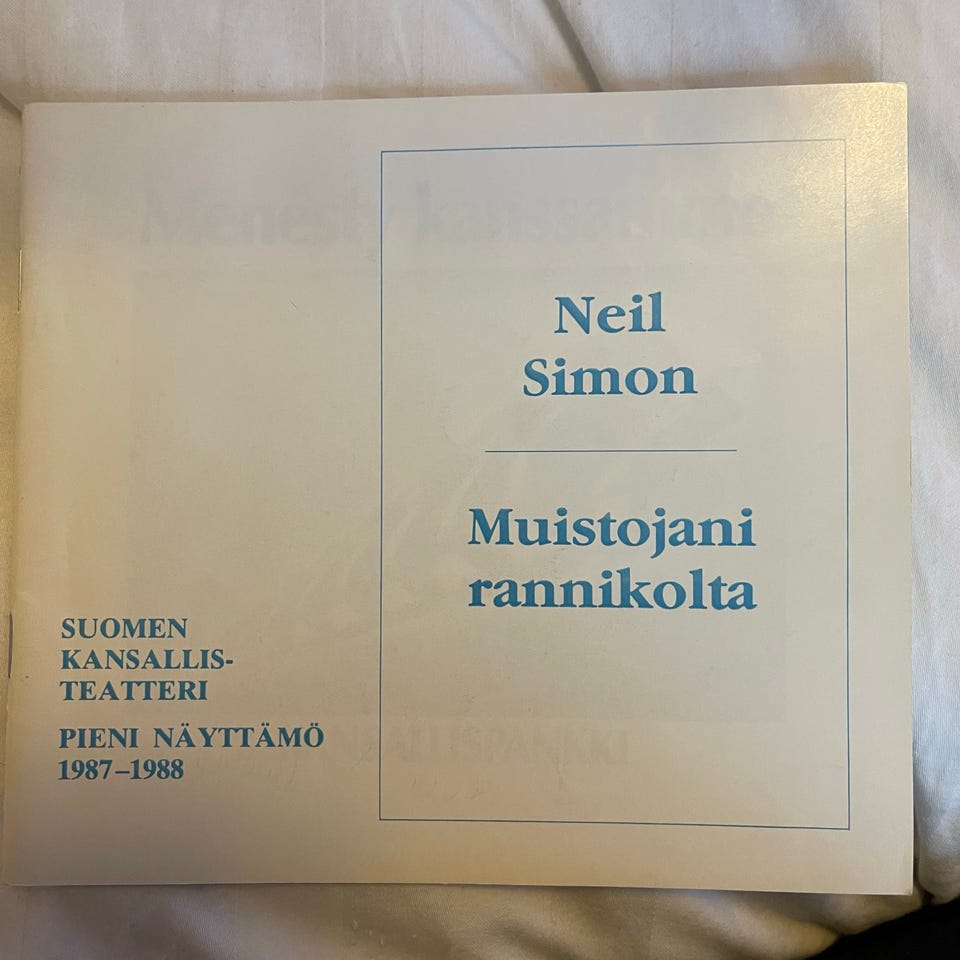 Neil
Simon
Muistojani
rannikolta
SUOMEN
KANSALLIS-
TEATTERI
PIENI NÄYTTÄMÖ
1987–1988